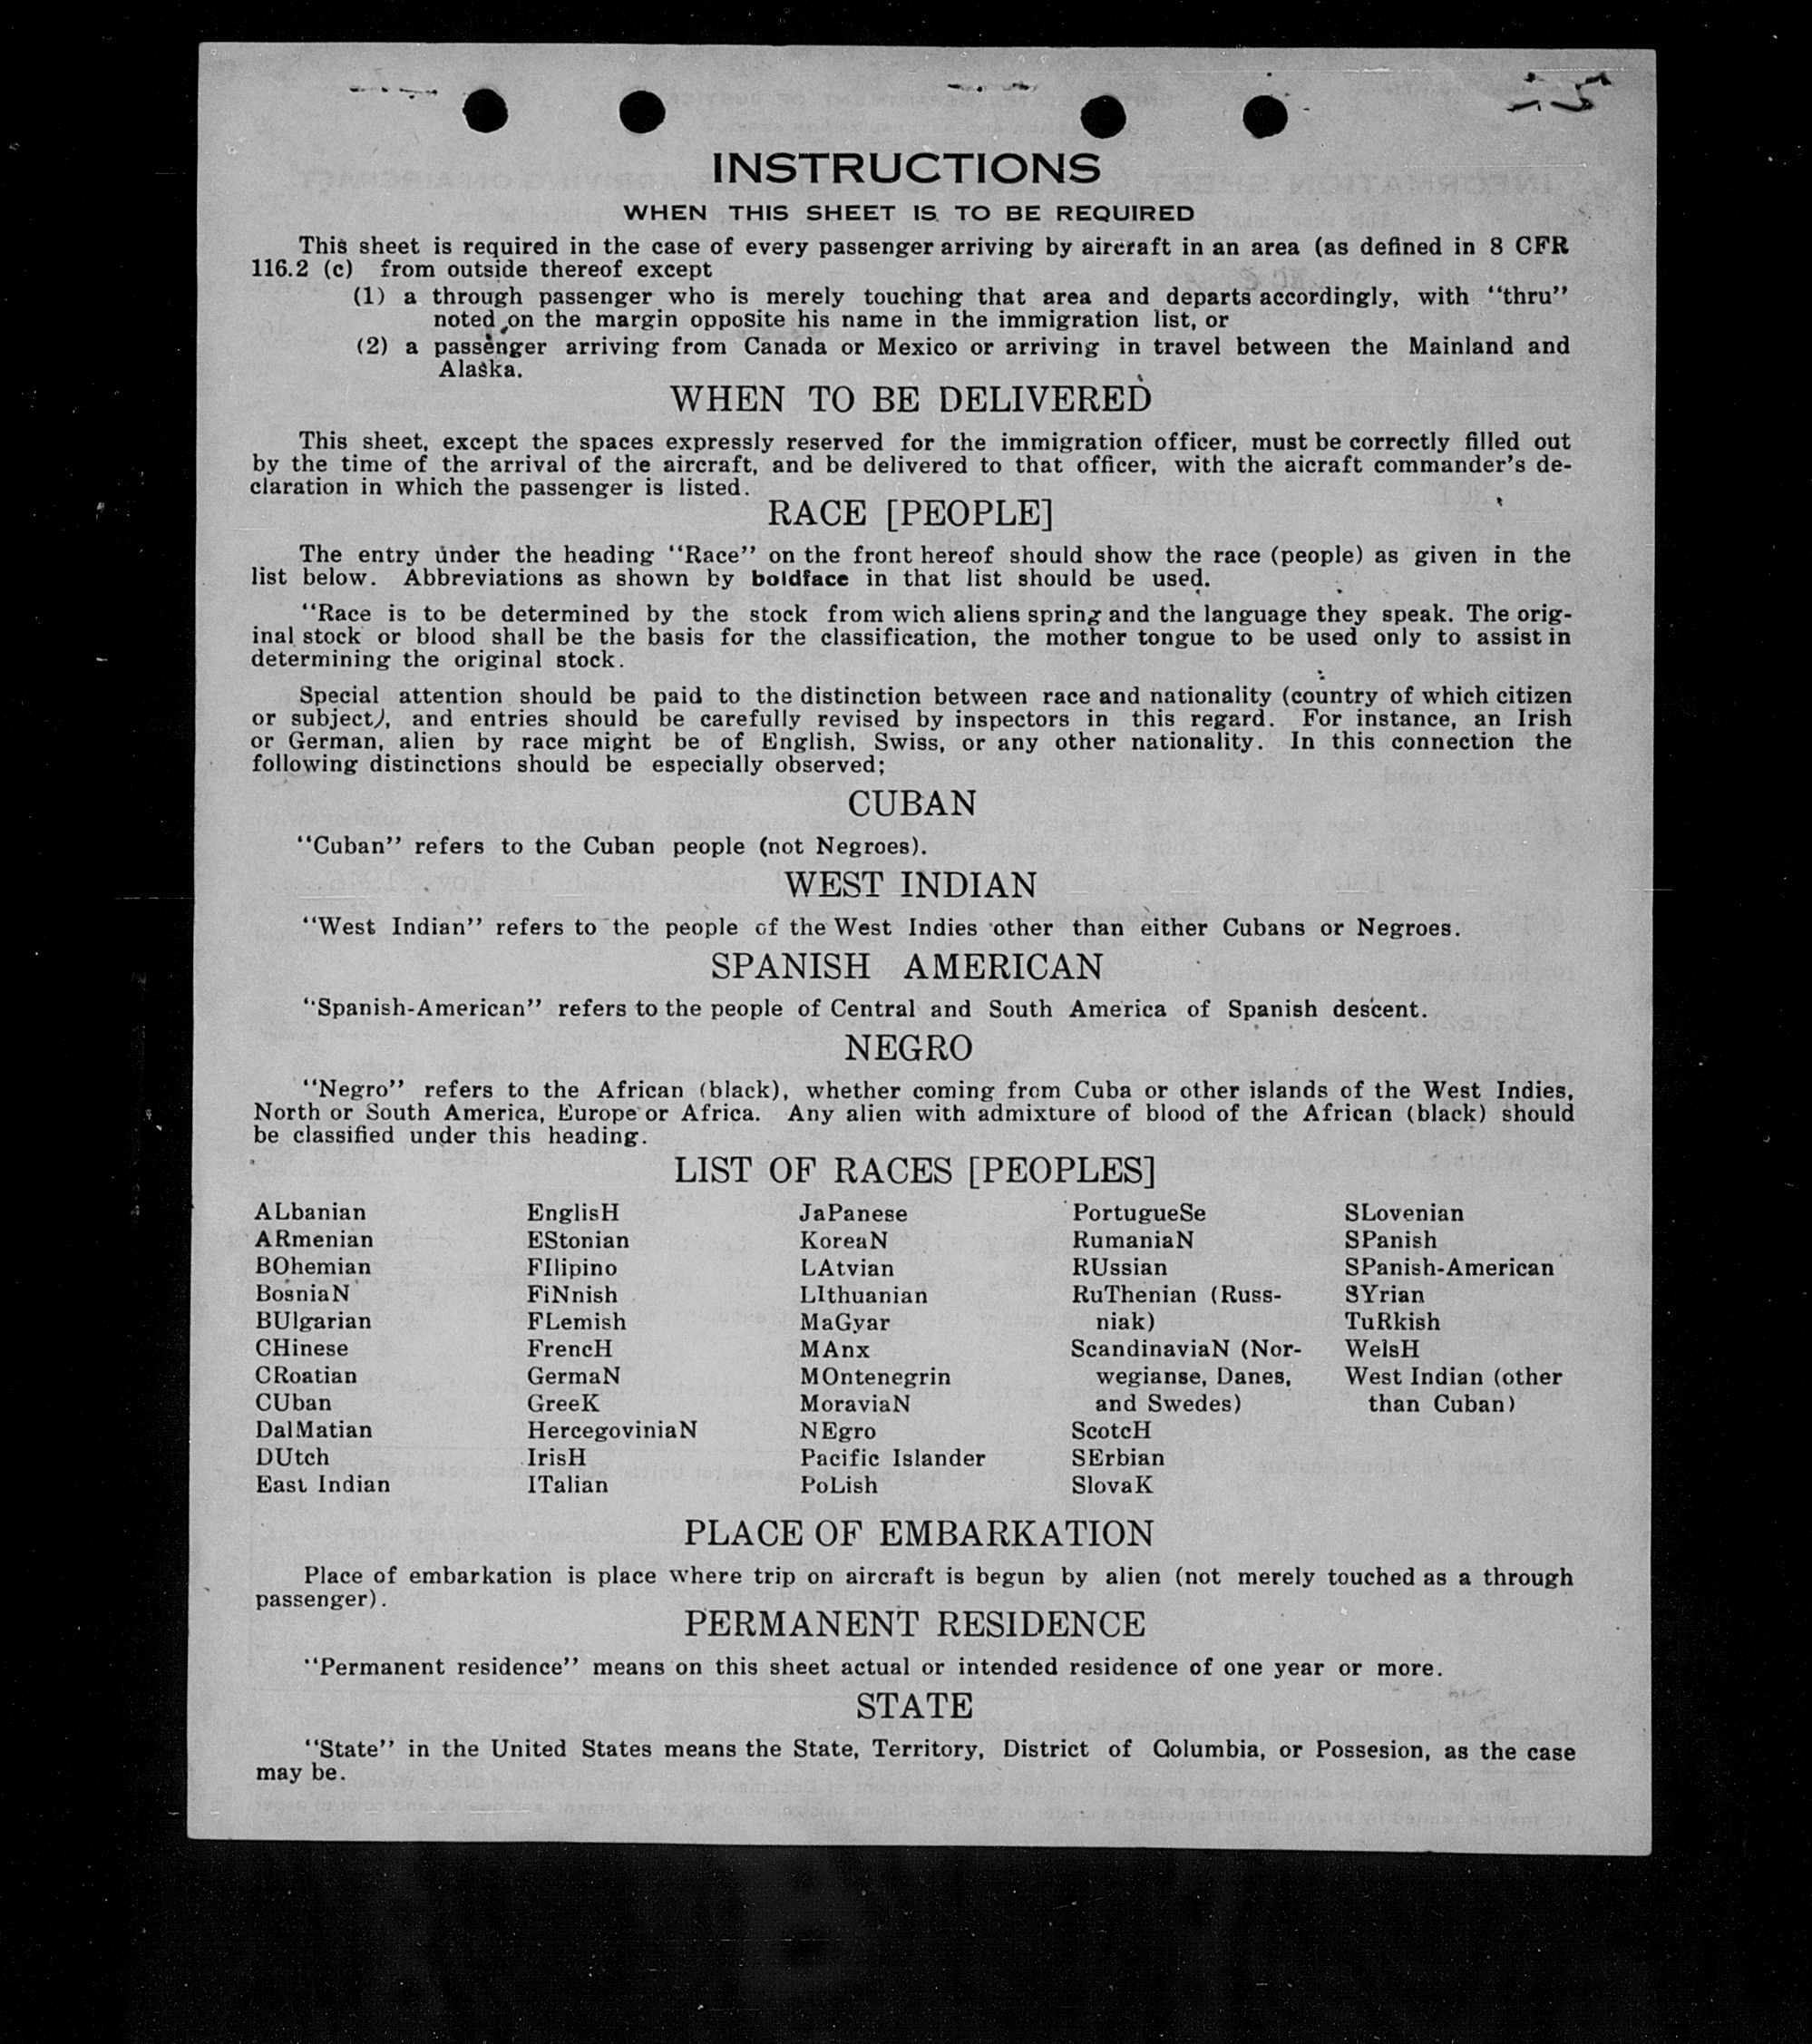 INSTRUCTIONS
WHEN THIS SHEET IS TO BE REQUIRED
This sheet is required in the case of every passenger arriving by aircraft in an area (as defined in 8 CFR
116.2 (c) from outside thereof except
(1) a through passenger who is merely touching that area and departs accordingly, with "thru"
noted on the margin opposite his name in the immigration list, or
(2) a passenger arriving from Canada or Mexico or arriving in travel between the Mainland and
Alaska.
WHEN TO BE DELIVERED
This sheet, except the spaces expressly reserved for the immigration officer, must be correctly filled out
by the time of the arrival of the aircraft, and be delivered to that officer, with the aicraft commander's de-
claration in which the passenger is listed.
RACE [PEOPLE]
The entry under the heading "Race" on the front hereof should show the race (people) as given in the
list below. Abbreviations as shown by boldface in that list should be used.
"Race is to be determined by the stock from wich aliens spring and the language they speak. The orig-
inal stock or blood shall be the basis for the classification, the mother tongue to be used only to assist in
determining the original stock.
Special attention should be paid to the distinction between race and nationality (country of which citizen
or subject), and entries should be carefully revised by inspectors in this regard. For instance, an Irish
or German, alien by race might be of English, Swiss, or any other nationality. In this connection the
following distinctions should be especially observed;
CUBAN
"Cuban" refers to the Cuban people (not Negroes).
WEST INDIAN
"West Indian" refers to the people of the West Indies other than either Cubans or Negroes.
SPANISH AMERICAN
"Spanish-American" refers to the people of Central and South America of Spanish descent.
NEGRO
"Negro" refers to the African (black), whether coming from Cuba or other islands of the West Indies,
North or South America, Europe or Africa. Any alien with admixture of blood of the African (black) should
be classified under this heading.
LIST OF RACES [PEOPLES]
ALbanian
ARmenian
BOhemian
BosniaN
BUlgarian
CHinese
CRoatian
CUban
DalMatian
DUtch
East Indian
EnglisH
EStonian
FIlipino
FiNnish
FLemish
FrencH
GermaN
GreeK
HercegoviniaN
IrisH
ITalian
JaPanese
KoreaN
LAtvian
LIthuanian
MaGyar
MAnx
MOntenegrin
MoraviaN
NEgro
Pacific Islander
PoLish
PortugueSe
RumaniaN
RUssian
RuThenian (Russ-
niak)
ScandinaviaN (Nor-
wegianse, Danes,
and Swedes)
ScotcH
SErbian
SlovaK
SLovenian
SPanish
SPanish-American
SYrian
TuRkish
WelsH
West Indian (other
than Cuban)
PLACE OF EMBARKATION
Place of embarkation is place where trip on aircraft is begun by alien (not merely touched as a through
passenger).
PERMANENT RESIDENCE
"Permanent residence" means on this sheet actual or intended residence of one year or more.
STATE
"State" in the United States means the State, Territory, District of Columbia, or Possesion, as the case
may be.